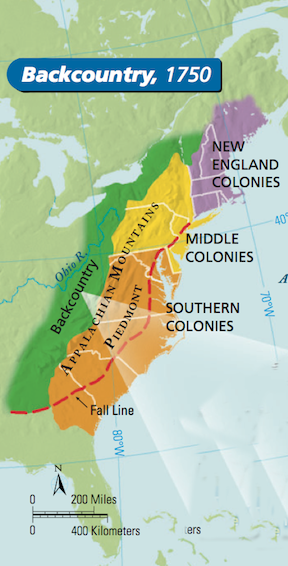 Backcountry, 1750
NEW
ENGLAND
COLONIES
40°
MIDDLE
COLONIES
A
70°W
Ohio R.
Backcountry
APPALACHIAN MOUNTAINS
PIEDMONT
SOUTHERN
COLONIES
Fall Line
80°W
N
0 200 Miles
0 400 Kilometers
lers